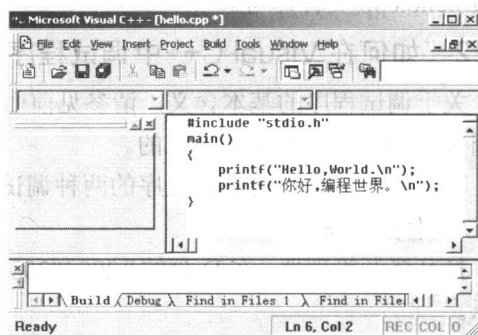 Microsoft Visual C++ - [hello.cpp *]
File Edit View Insert Project Build Tools Window Help
#include "stdio.h"
main()
{
printf("Hello,World.\n");
printf("你好,编程世界。\n");
}
Build Debug Find in Files 1 Find in File
Ready Ln 6, Col 2 REC COL